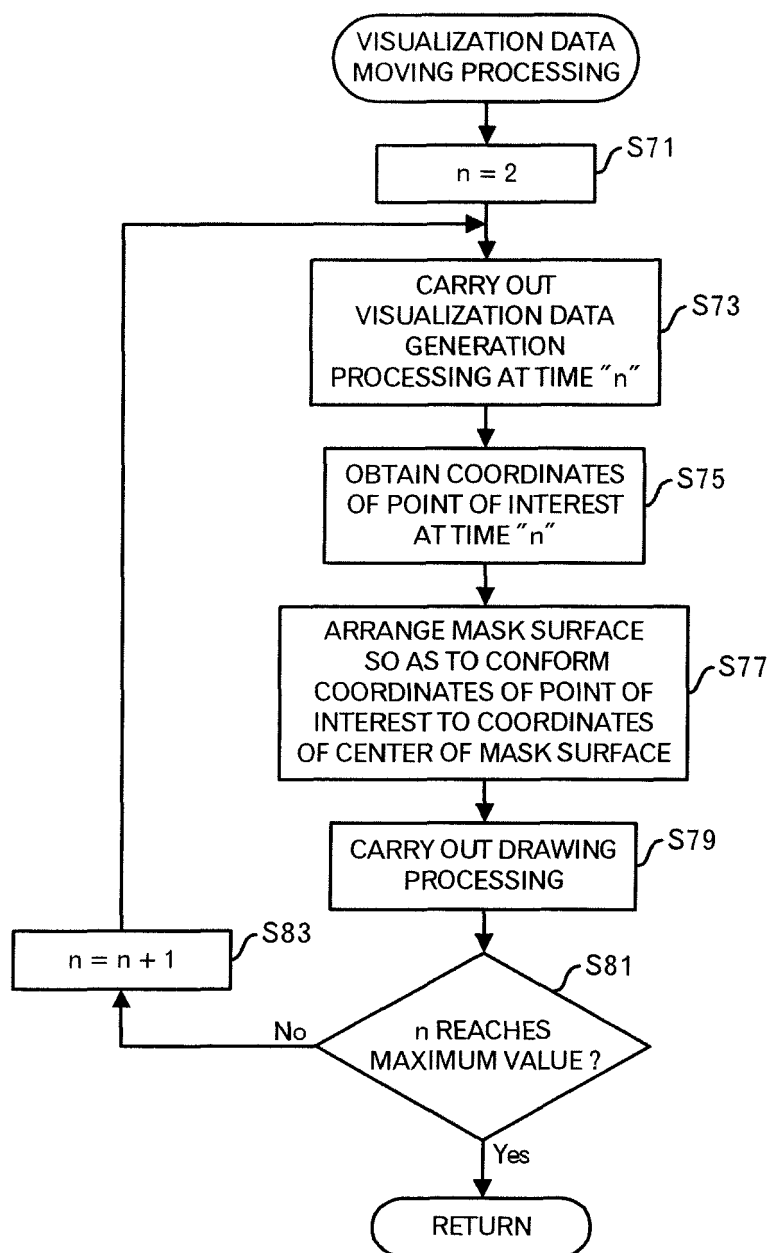 VISUALIZATION DATA
MOVING PROCESSING
S71
n = 2
CARRY OUT
VISUALIZATION DATA
GENERATION
PROCESSING AT TIME "n"
S73
OBTAIN COORDINATES
OF POINT OF INTEREST
AT TIME "n"
S75
ARRANGE MASK SURFACE
SO AS TO CONFORM
COORDINATES OF POINT OF
INTEREST TO COORDINATES
OF CENTER OF MASK SURFACE
S77
CARRY OUT DRAWING
PROCESSING
S79
n = n + 1
S83
S81
n REACHES
MAXIMUM VALUE ?
No
Yes
RETURN